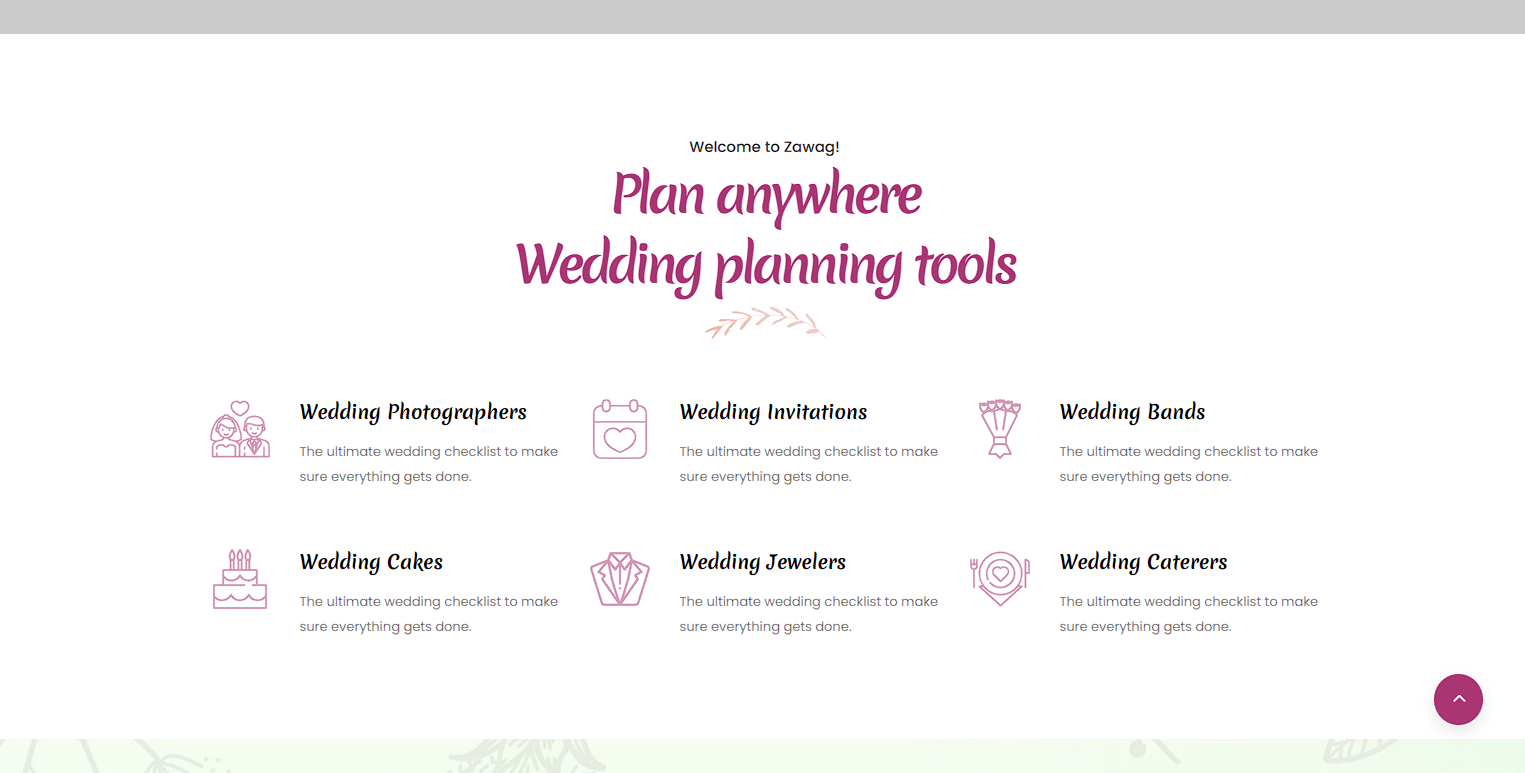 Welcome to Zawag!
Plan anywhere
Wedding planning tools
Wedding Photographers
The ultimate wedding checklist to make
sure everything gets done.
Wedding Invitations
The ultimate wedding checklist to make
sure everything gets done.
Wedding Bands
The ultimate wedding checklist to make
sure everything gets done.
Wedding Cakes
The ultimate wedding checklist to make
sure everything gets done.
Wedding Jewelers
The ultimate wedding checklist to make
sure everything gets done.
Wedding Caterers
The ultimate wedding checklist to make
sure everything gets done.